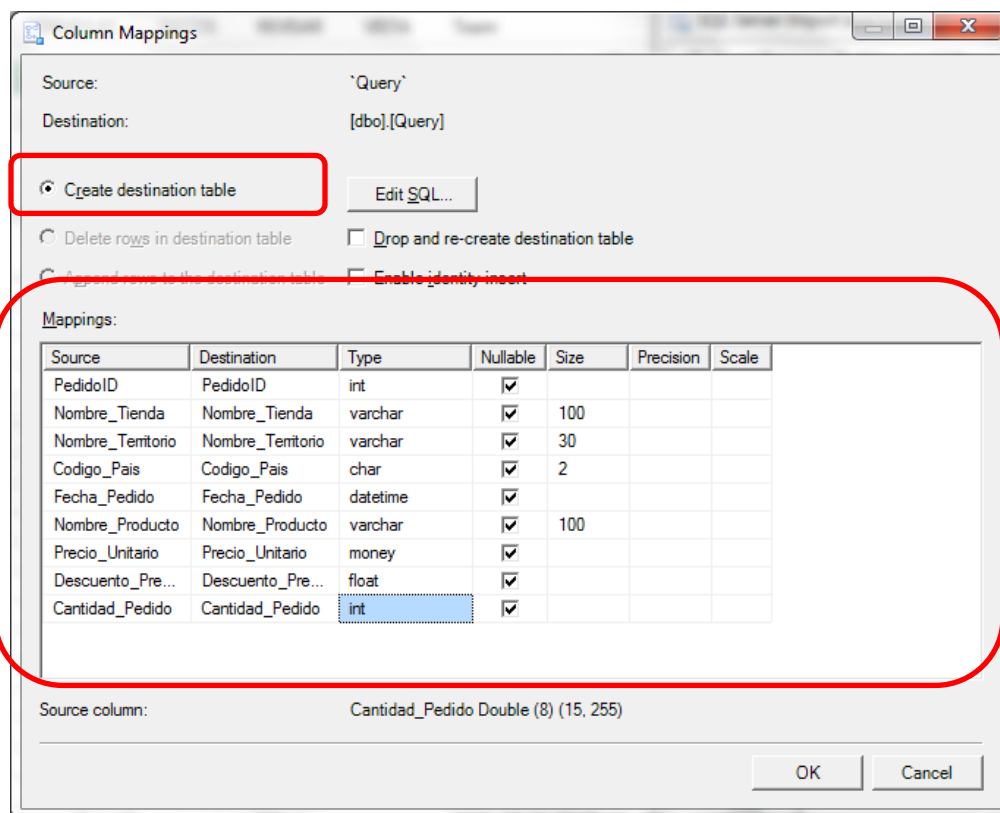 Column Mappings
Source: `Query`
Destination: [dbo].[Query]
Create destination table Edit SQL...
Delete rows in destination table Drop and re-create destination table
Append rows to the destination table Enable identity insert
Mappings:
Source Destination Type Nullable Size Precision Scale
PedidoID PedidoID int
Nombre_Tienda Nombre_Tienda varchar 100
Nombre_Territorio Nombre_Territorio varchar 30
Codigo_Pais Codigo_Pais char 2
Fecha_Pedido Fecha_Pedido datetime
Nombre_Producto Nombre_Producto varchar 100
Precio_Unitario Precio_Unitario money
Descuento_Pre... Descuento_Pre... float
Cantidad_Pedido Cantidad_Pedido int
Source column: Cantidad_Pedido Double (8) (15, 255)
OK Cancel